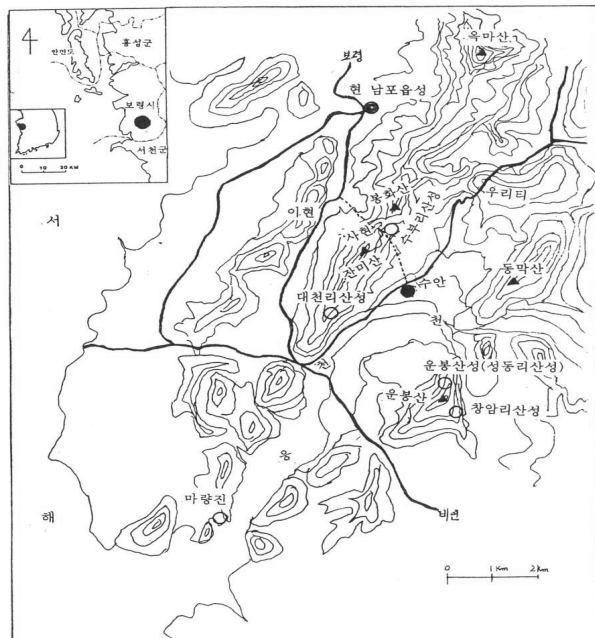 안면도
홍성군
보령시
서천군
0 10 20KM
옥마산
보령
현 남포읍성
서
이현
봉화산
사현
수부리산성
잔미산
우리티
동막산
수안
대천리산성
천
운봉산성(성동리산성)
운봉산
창암리산성
웅
마량진
해
비인
0 1KM 2KM